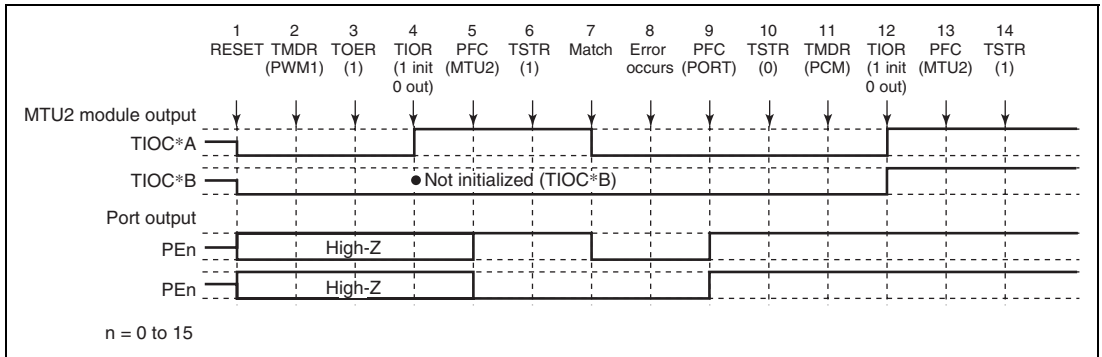 1 2 3 4 5 6 7 8 9 10 11 12 13 14
RESET TMDR TOER TIOR PFC TSTR Match Error PFC TSTR TMDR TIOR PFC TSTR
(PWM1) (1) (1 init (MTU2) (1) occurs (PORT) (0) (PCM) (1 init (MTU2) (1)
0 out) 0 out)
MTU2 module output
TIOC*A
TIOC*B
Not initialized (TIOC*B)
Port output
PEn High-Z
PEn High-Z
n = 0 to 15